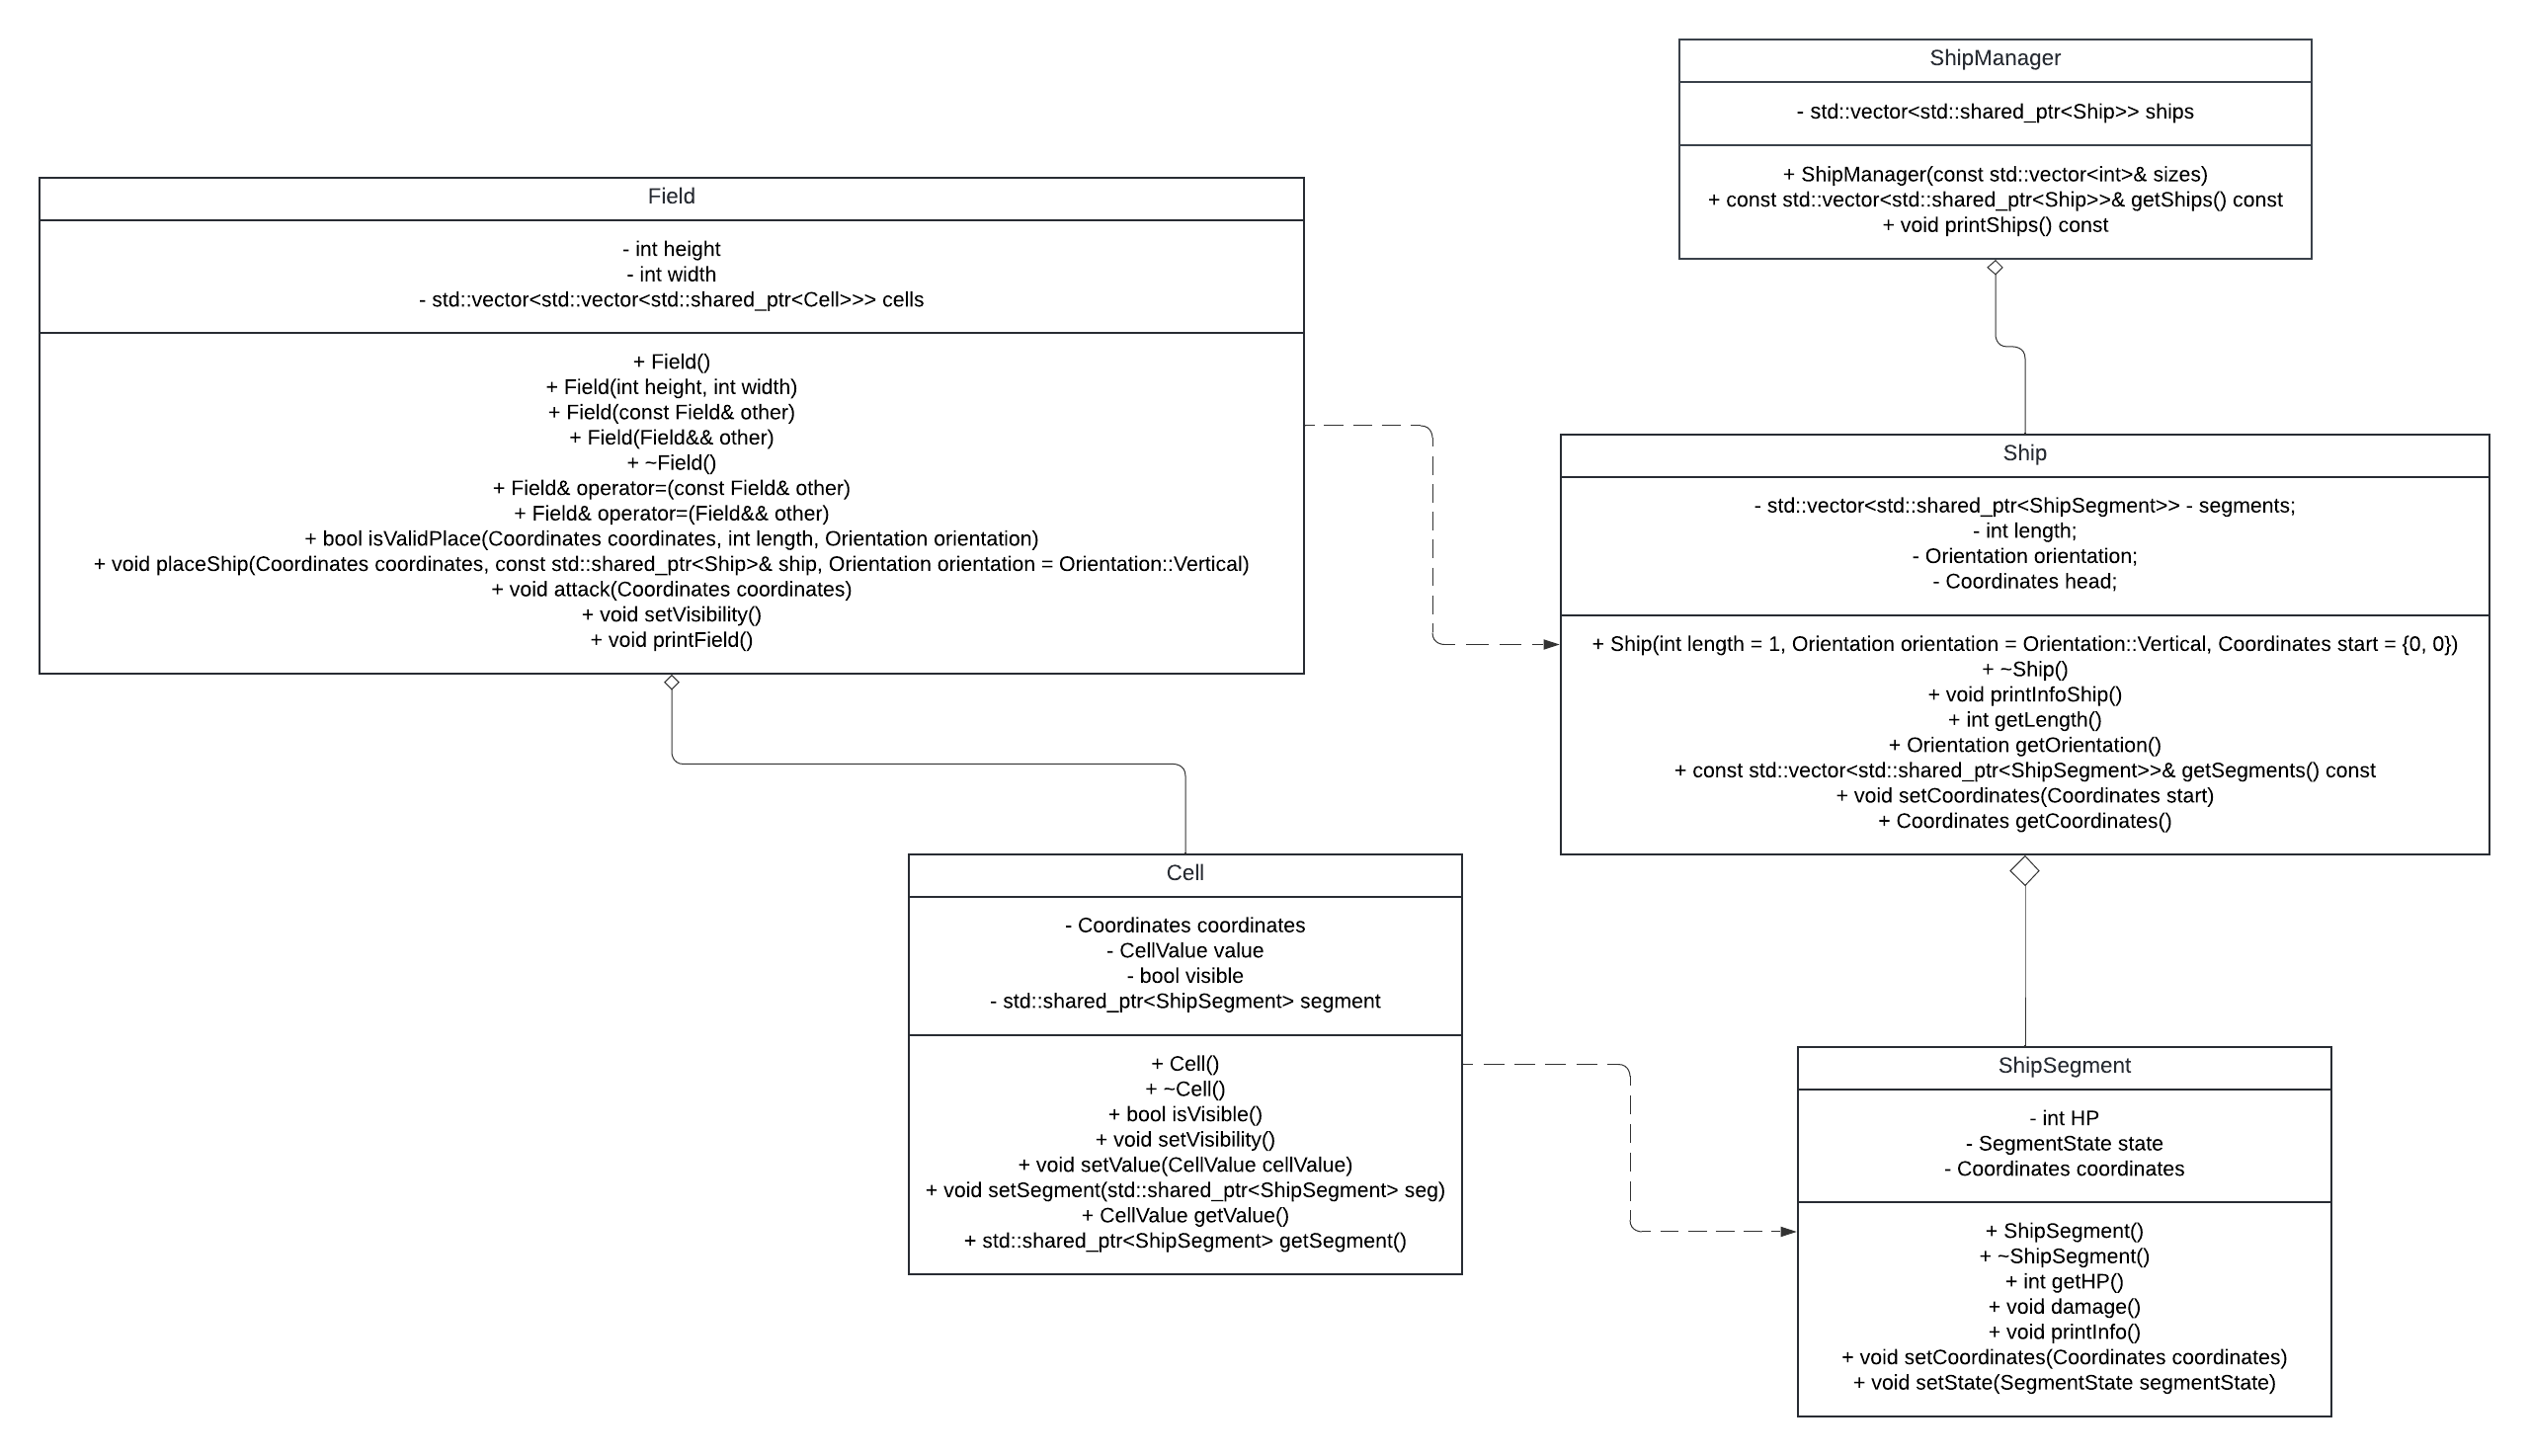 ShipManager
- std::vector<std::shared_ptr<Ship>> ships
+ ShipManager(const std::vector<int>& sizes)
+ const std::vector<std::shared_ptr<Ship>>& getShips() const
+ void printShips() const
Field
- int height
- int width
- std::vector<std::vector<std::shared_ptr<Cell>>> cells
+ Field()
+ Field(int height, int width)
+ Field(const Field& other)
+ Field(Field&& other)
+ ~Field()
+ Field& operator=(const Field& other)
+ Field& operator=(Field&& other)
+ bool isValidPlace(Coordinates coordinates, int length, Orientation orientation)
+ void placeShip(Coordinates coordinates, const std::shared_ptr<Ship>& ship, Orientation orientation = Orientation::Vertical)
+ void attack(Coordinates coordinates)
+ void setVisibility()
+ void printField()
Ship
- std::vector<std::shared_ptr<ShipSegment>> - segments;
- int length;
- Orientation orientation;
- Coordinates head;
+ Ship(int length = 1, Orientation orientation = Orientation::Vertical, Coordinates start = {0, 0})
+ ~Ship()
+ void printInfoShip()
+ int getLength()
+ Orientation getOrientation()
+ const std::vector<std::shared_ptr<ShipSegment>>& getSegments() const
+ void setCoordinates(Coordinates start)
+ Coordinates getCoordinates()
Cell
- Coordinates coordinates
- CellValue value
- bool visible
- std::shared_ptr<ShipSegment> segment
+ Cell()
+ ~Cell()
+ bool isVisible()
+ void setVisibility()
+ void setValue(CellValue cellValue)
+ void setSegment(std::shared_ptr<ShipSegment> seg)
+ CellValue getValue()
+ std::shared_ptr<ShipSegment> getSegment()
ShipSegment
- int HP
- SegmentState state
- Coordinates coordinates
+ ShipSegment()
+ ~ShipSegment()
+ int getHP()
+ void damage()
+ void printInfo()
+ void setCoordinates(Coordinates coordinates)
+ void setState(SegmentState segmentState)